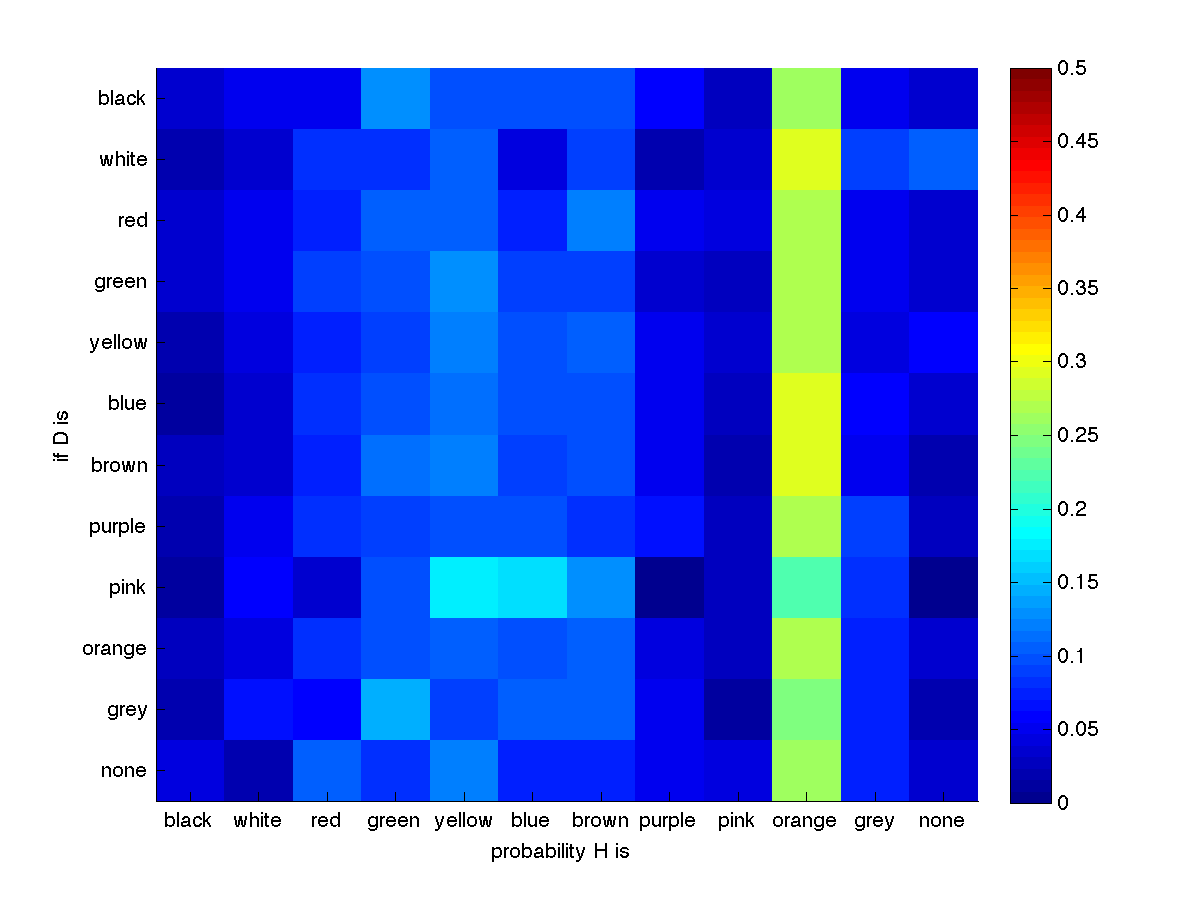 black
white
red
green
yellow
blue
brown
purple
pink
orange
grey
none
if D is
black white red green yellow blue brown purple pink orange grey none
probability H is
0.5
0.45
0.4
0.35
0.3
0.25
0.2
0.15
0.1
0.05
0